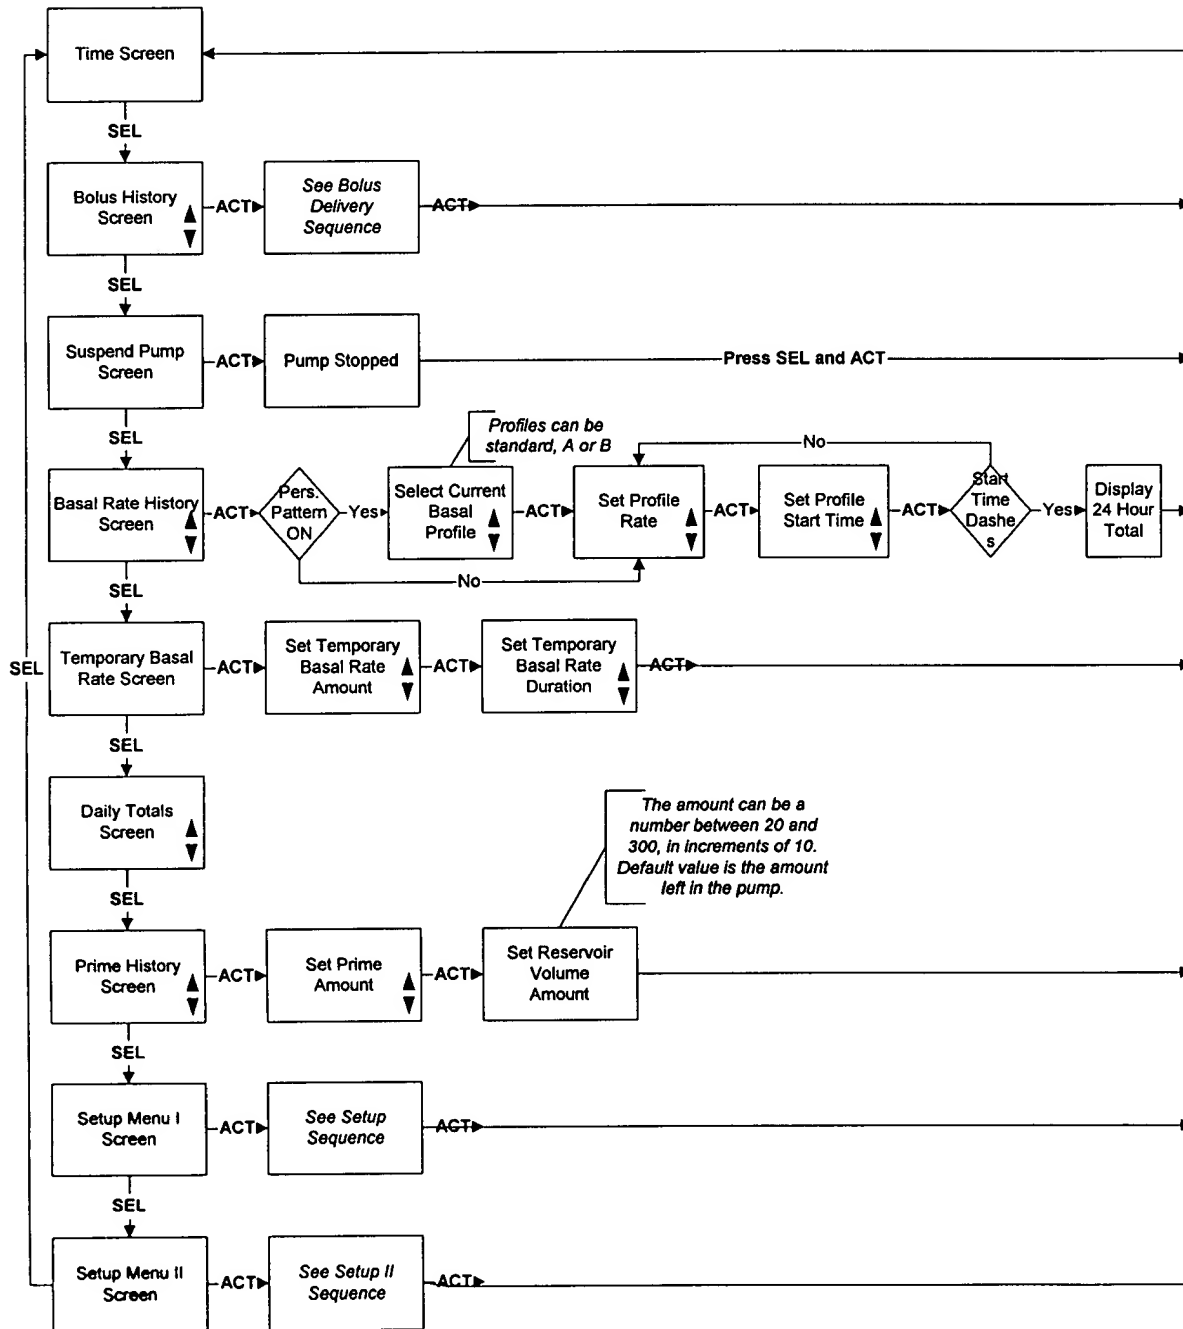 Time Screen
SEL
Bolus History
Screen
ACT
See Bolus
Delivery
Sequence
ACT
SEL
Suspend Pump
Screen
ACT
Pump Stopped
Press SEL and ACT
SEL
Profiles can be
standard, A or B
No
Basal Rate History
Screen
ACT
Pers.
Pattern
ON
Yes
Select Current
Basal
Profile
ACT
Set Profile
Rate
ACT
Set Profile
Start Time
ACT
Start
Time
Dashe
s
Yes
Display
24 Hour
Total
No
SEL
SEL
Temporary Basal
Rate Screen
ACT
Set Temporary
Basal Rate
Amount
ACT
Set Temporary
Basal Rate
Duration
ACT
SEL
Daily Totals
Screen
The amount can be a
number between 20 and
300, in increments of 10.
Default value is the amount
left in the pump.
SEL
Prime History
Screen
ACT
Set Prime
Amount
ACT
Set Reservoir
Volume
Amount
SEL
Setup Menu I
Screen
ACT
See Setup
Sequence
ACT
SEL
Setup Menu II
Screen
ACT
See Setup II
Sequence
ACT